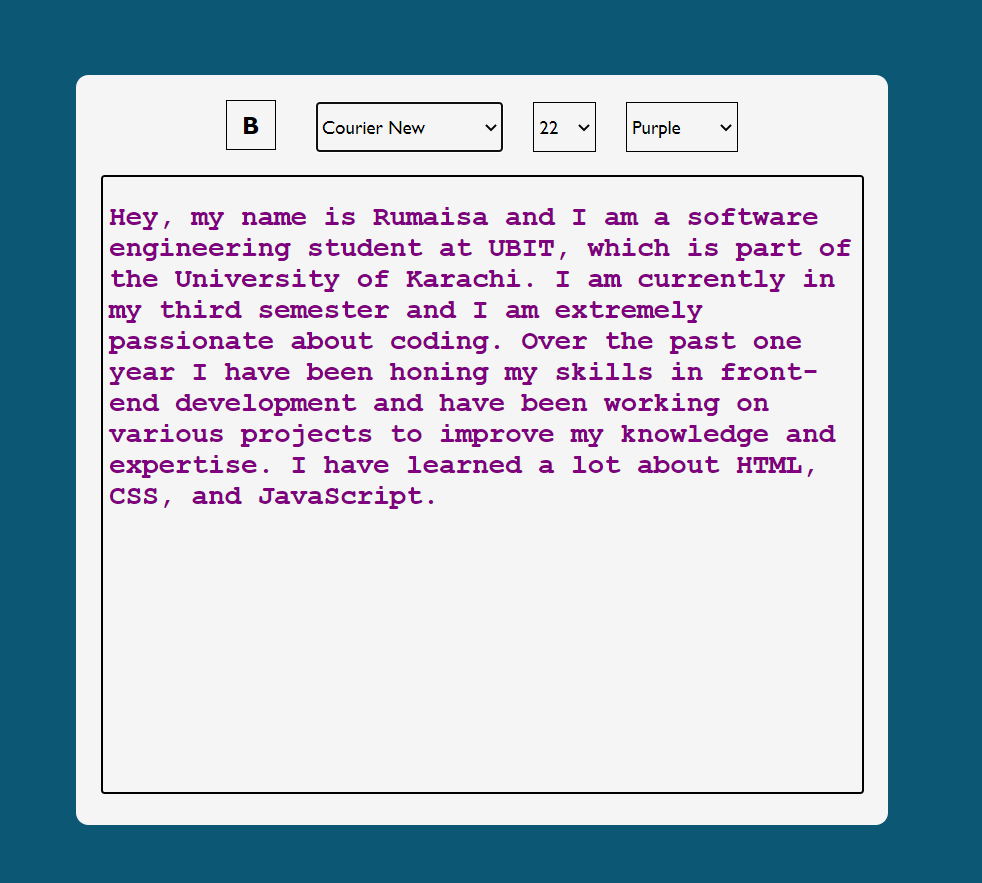 B Courier New 22 Purple
Hey, my name is Rumaisa and I am a software
engineering student at UBIT, which is part of
the University of Karachi. I am currently in
my third semester and I am extremely
passionate about coding. Over the past one
year I have been honing my skills in front-
end development and have been working on
various projects to improve my knowledge and
expertise. I have learned a lot about HTML,
CSS, and JavaScript.